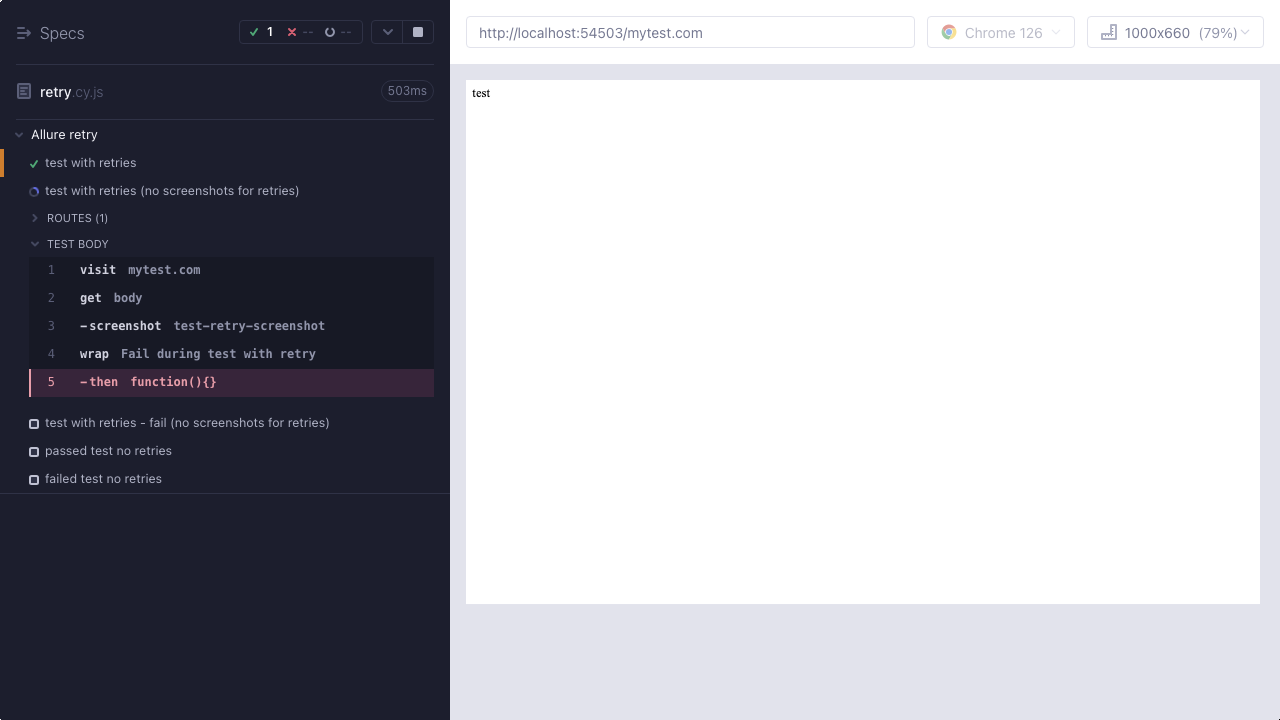 Specs
1 -- --
retry.cy.js
503ms
Allure retry
test with retries
test with retries (no screenshots for retries)
ROUTES (1)
TEST BODY
1 visit mytest.com
2 get body
3 -screenshot test-retry-screenshot
4 wrap Fail during test with retry
5 -then function(){}
test with retries - fail (no screenshots for retries)
passed test no retries
failed test no retries
http://localhost:54503/mytest.com
Chrome 126
1000x660 (79%)
test